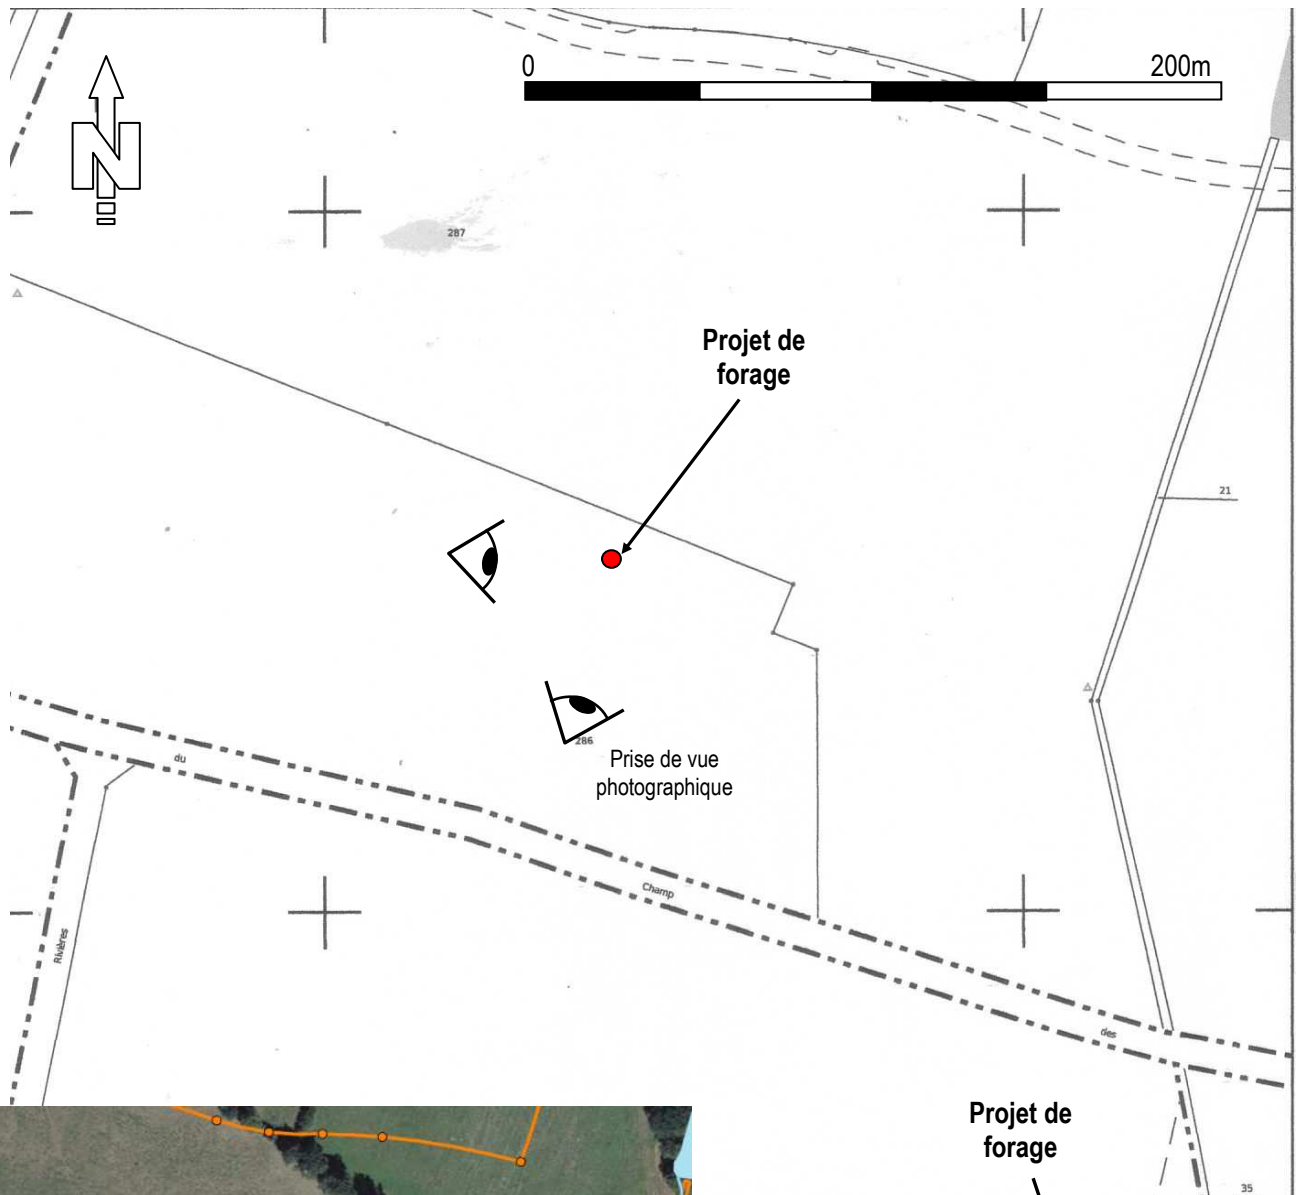 0 200m
N
287
Projet de
forage
21
286
Prise de vue
photographique
du
Champ
Rivières
des
Projet de
forage
35